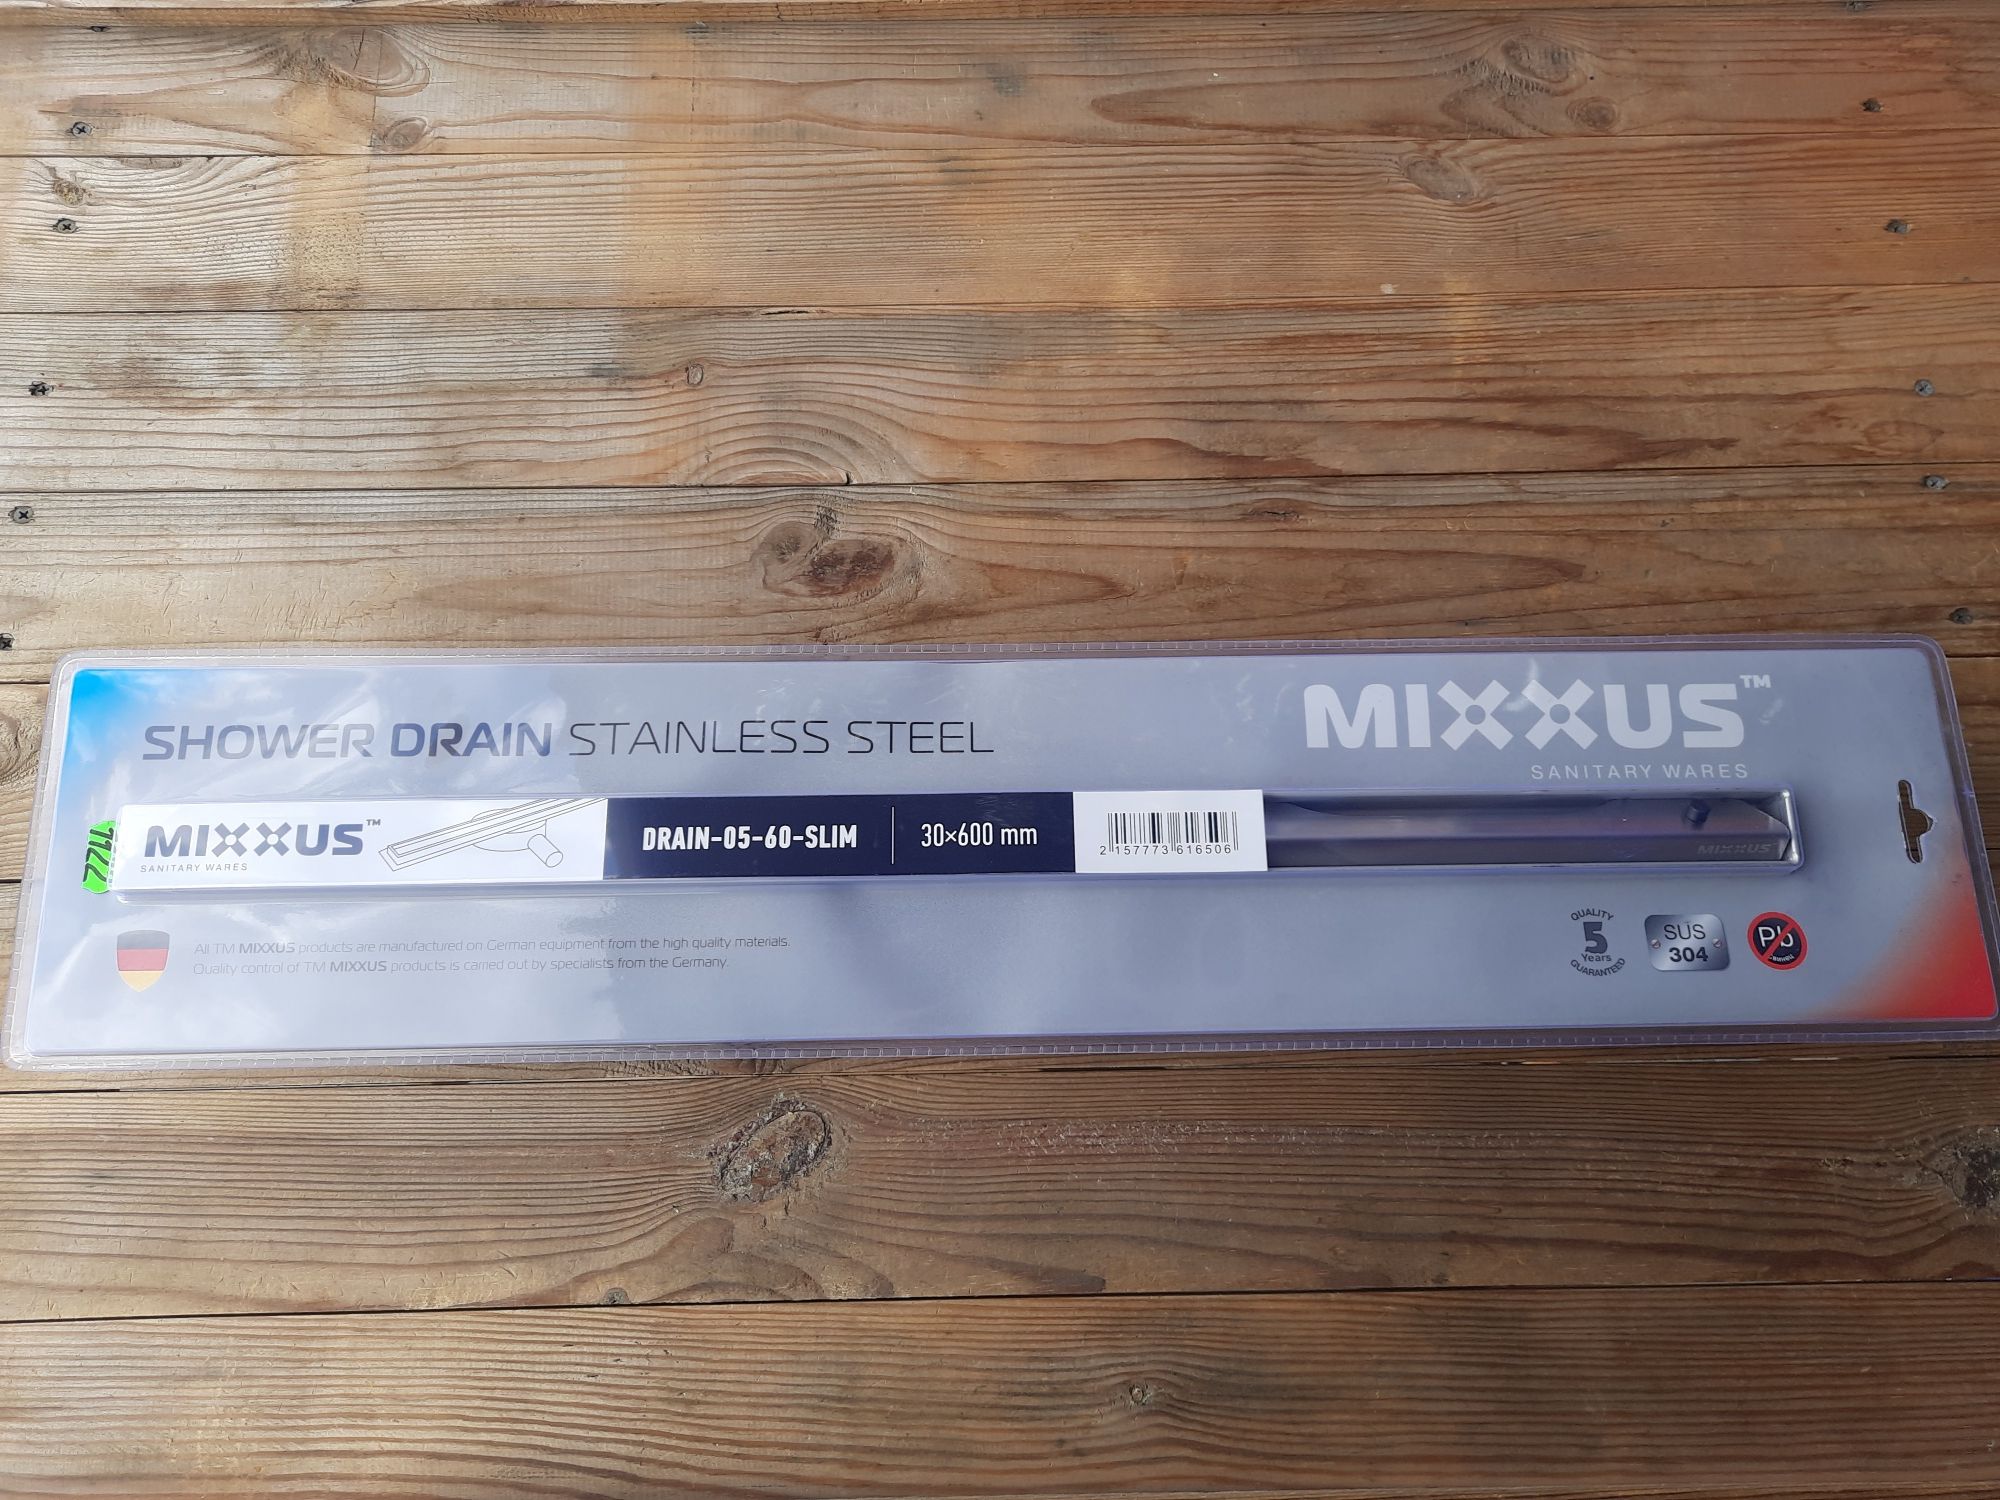 MIXXUS™
SANITARY WARES
SHOWER DRAIN STAINLESS STEEL
MIXXUS™
SANITARY WARES
DRAIN-05-60-SLIM
30×600 mm
2 157773 616506
MIXXUS
All TM MIXXUS products are manufactured on German equipment from the high quality materials.
Quality control of TM MIXXUS products is carried out by specialists from the Germany.
QUALITY
5
Years
GUARANTEED
SUS
304
Pb